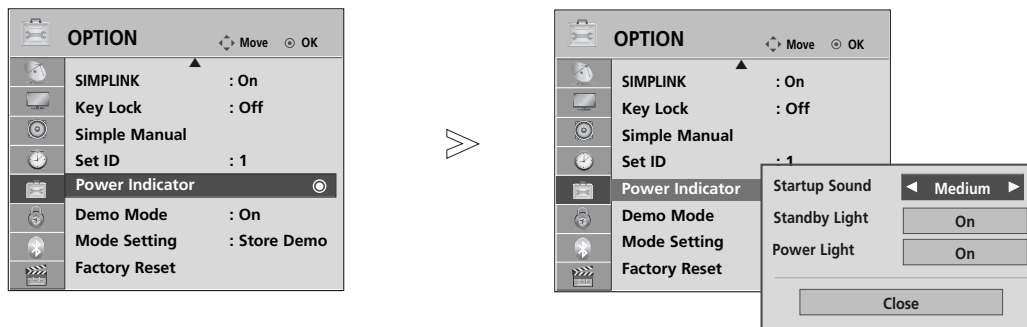 OPTION
Move
OK
SIMPLINK : On
Key Lock : Off
Simple Manual
Set ID : 1
Power Indicator
Demo Mode : On
Mode Setting : Store Demo
Factory Reset
OPTION
Move
OK
SIMPLINK : On
Key Lock : Off
Simple Manual
Set ID : 1
Power Indicator
Demo Mode
Mode Setting
Factory Reset
Startup Sound Medium
Standby Light On
Power Light On
Close